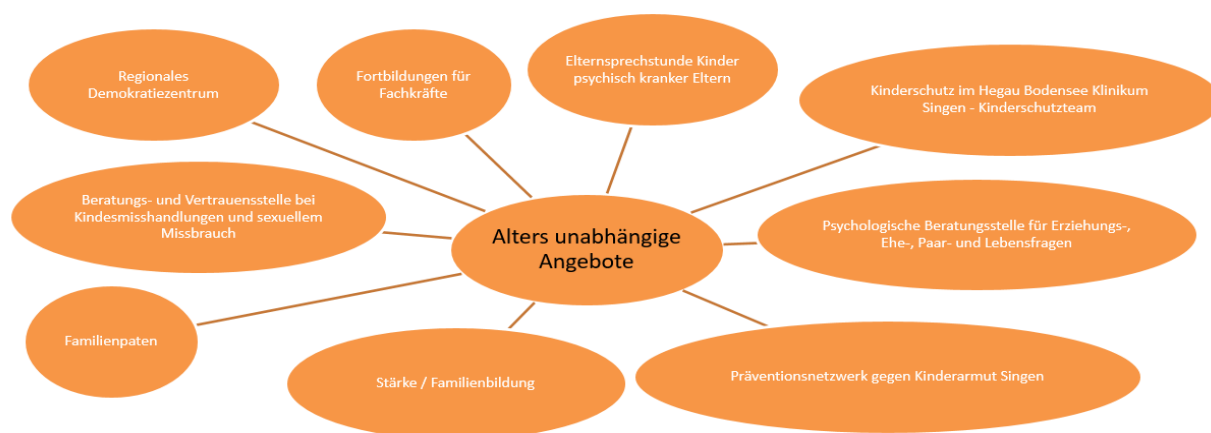 Regionales
Demokratiezentrum
Fortbildungen für
Fachkräfte
Elternsprechstunde Kinder
psychisch kranker Eltern
Kinderschutz im Hegau Bodensee Klinikum
Singen - Kinderschutzteam
Beratungs- und Vertrauensstelle bei
Kindesmisshandlungen und sexuellem
Missbrauch
Alters unabhängige
Angebote
Psychologische Beratungsstelle für Erziehungs-,
Ehe-, Paar- und Lebensfragen
Familienpaten
Stärke / Familienbildung
Präventionsnetzwerk gegen Kinderarmut Singen